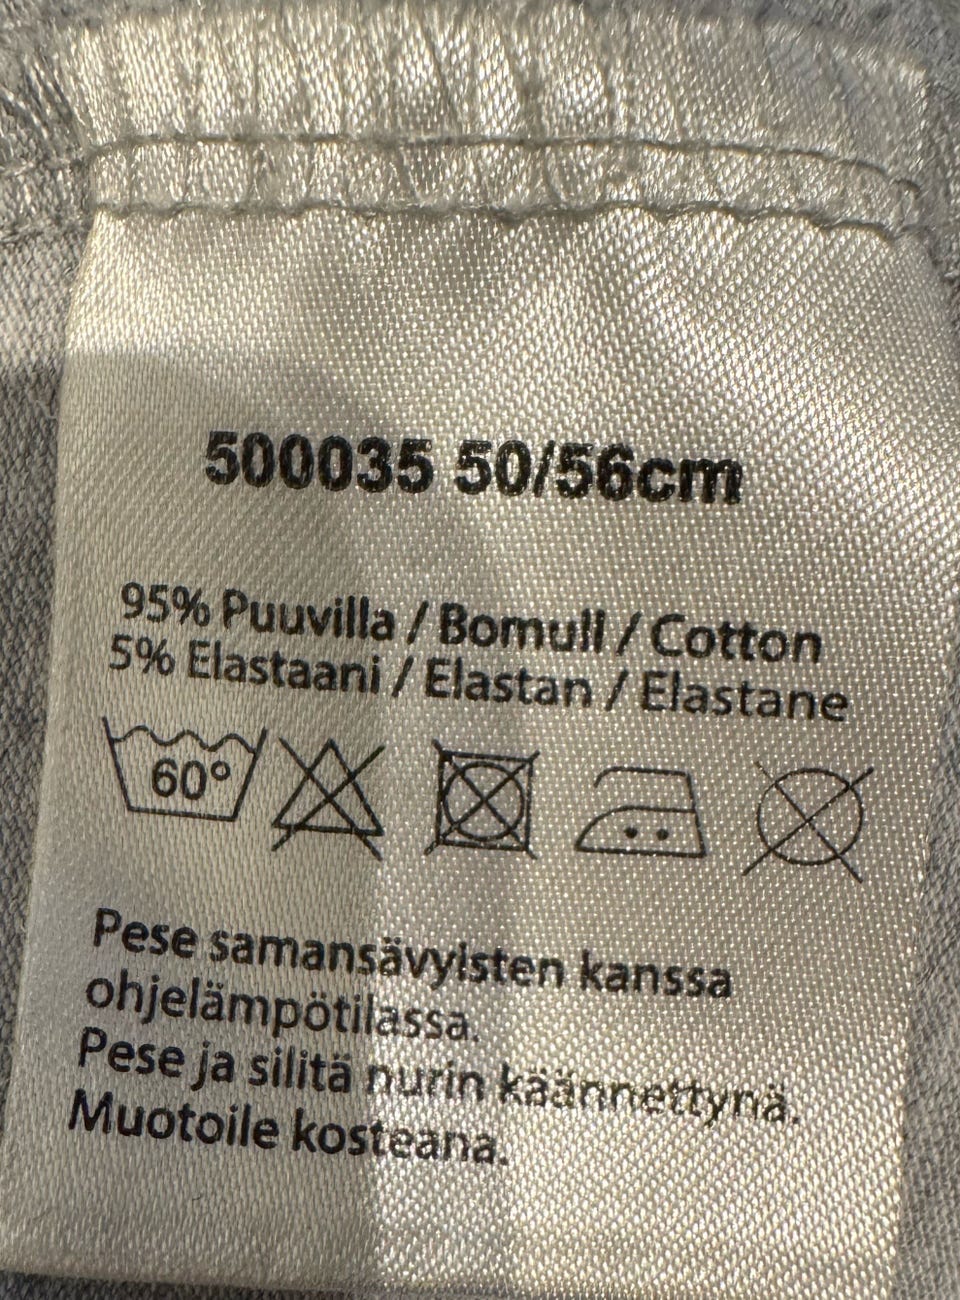 500035 50/56cm
95% Puuvilla / Bomull / Cotton
5% Elastaani / Elastan / Elastane
60°
Pese samansävyisten kanssa
ohjelämpötilassa.
Pese ja silitä nurin käännettynä.
Muotoile kosteana.